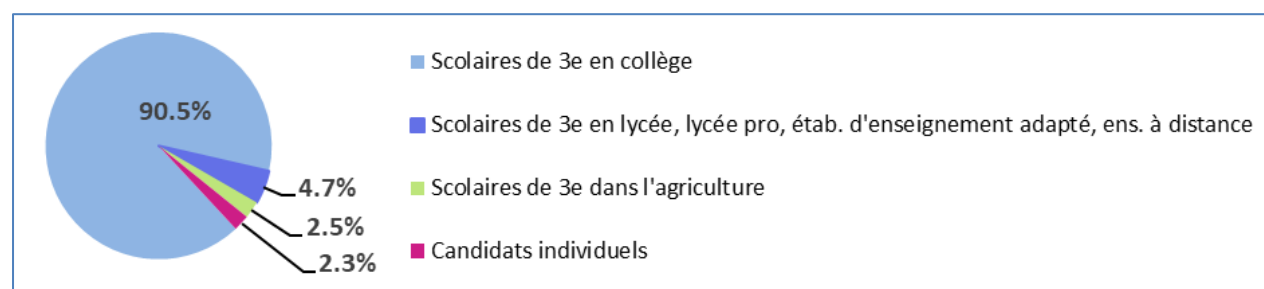 90.5%
4.7%
2.5%
2.3%
Scolaires de 3e en collège
Scolaires de 3e en lycée, lycée pro, étab. d'enseignement adapté, ens. à distance
Scolaires de 3e dans l'agriculture
Candidats individuels